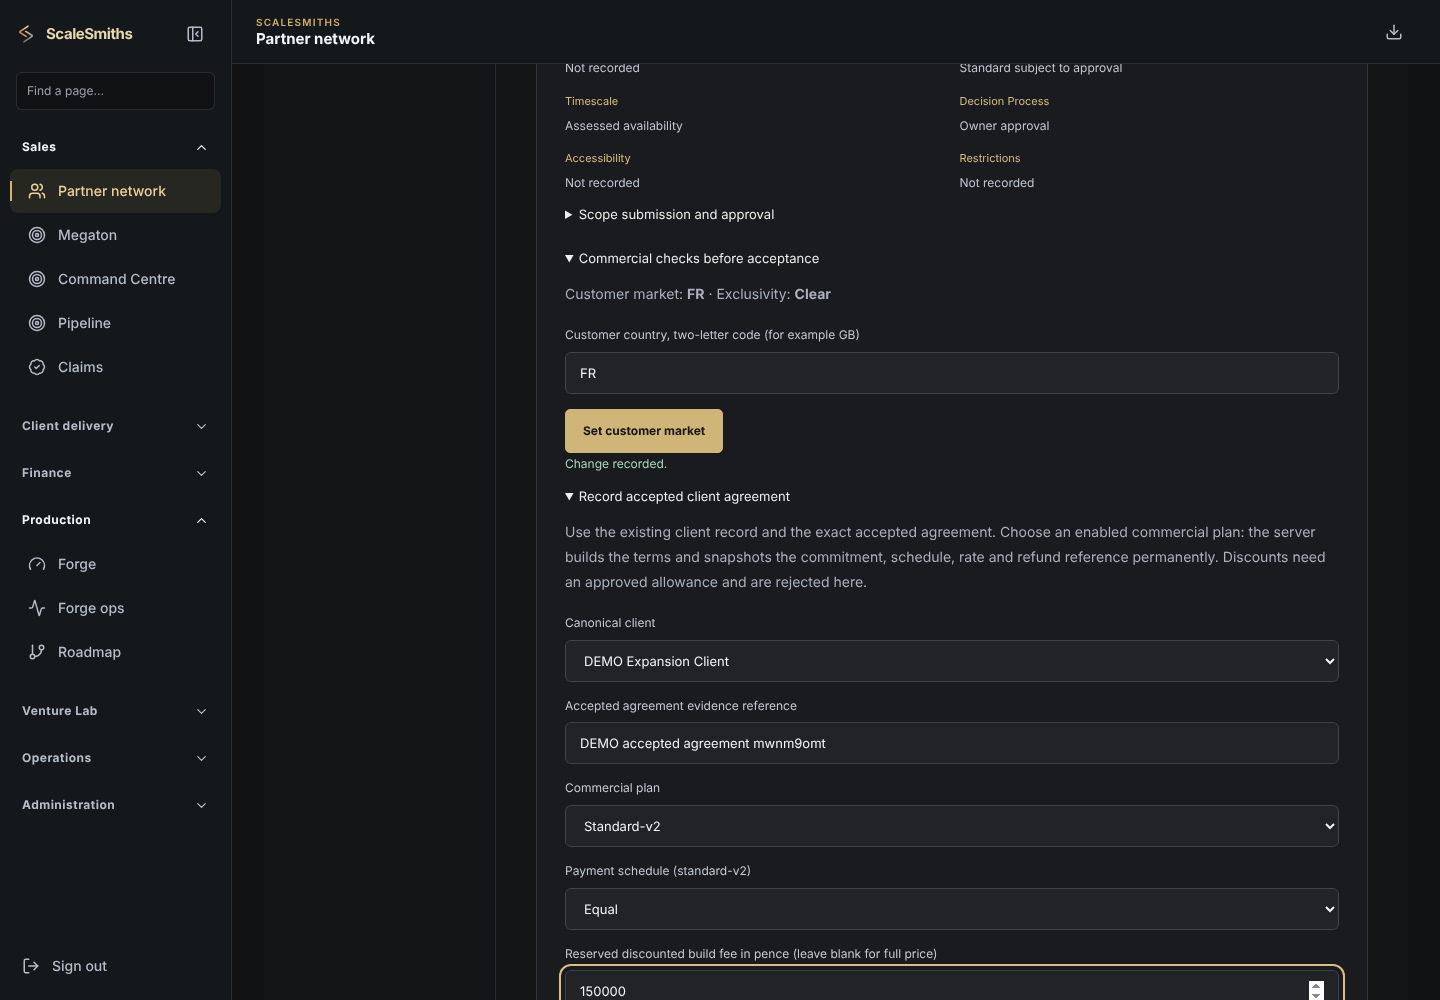 ScaleSmiths
Find a page...
Sales
Partner network
Megaton
Command Centre
Pipeline
Claims
Client delivery
Finance
Production
Forge
Forge ops
Roadmap
Venture Lab
Operations
Administration
Sign out
SCALESMITHS
Partner network
Not recorded
Standard subject to approval
Timescale
Decision Process
Assessed availability
Owner approval
Accessibility
Restrictions
Not recorded
Not recorded
Scope submission and approval
Commercial checks before acceptance
Customer market: FR · Exclusivity: Clear
Customer country, two-letter code (for example GB)
FR
Set customer market
Change recorded.
Record accepted client agreement
Use the existing client record and the exact accepted agreement. Choose an enabled commercial plan: the server
builds the terms and snapshots the commitment, schedule, rate and refund reference permanently. Discounts need
an approved allowance and are rejected here.
Canonical client
DEMO Expansion Client
Accepted agreement evidence reference
DEMO accepted agreement mwnm9omt
Commercial plan
Standard-v2
Payment schedule (standard-v2)
Equal
Reserved discounted build fee in pence (leave blank for full price)
150000